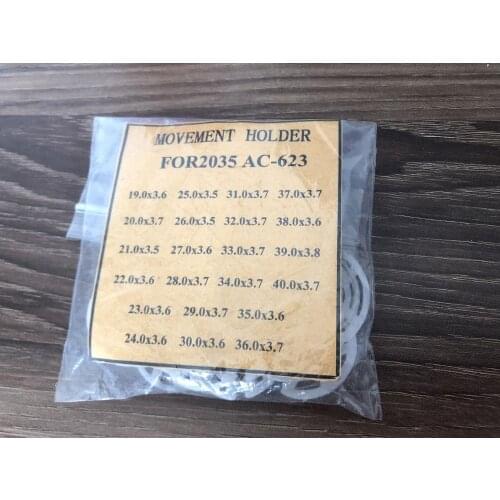 MOVEMENT HOLDER
FOR2035 AC-623
19.0x3.6 25.0x3.5 31.0x3.7 37.0x3.7
20.0x3.7 26.0x3.5 32.0x3.7 38.0x3.6
21.0x3.5 27.0x3.6 33.0x3.7 39.0x3.8
22.0x3.6 28.0x3.7 34.0x3.7 40.0x3.7
23.0x3.6 29.0x3.7 35.0x3.6
24.0x3.6 30.0x3.6 36.0x3.7